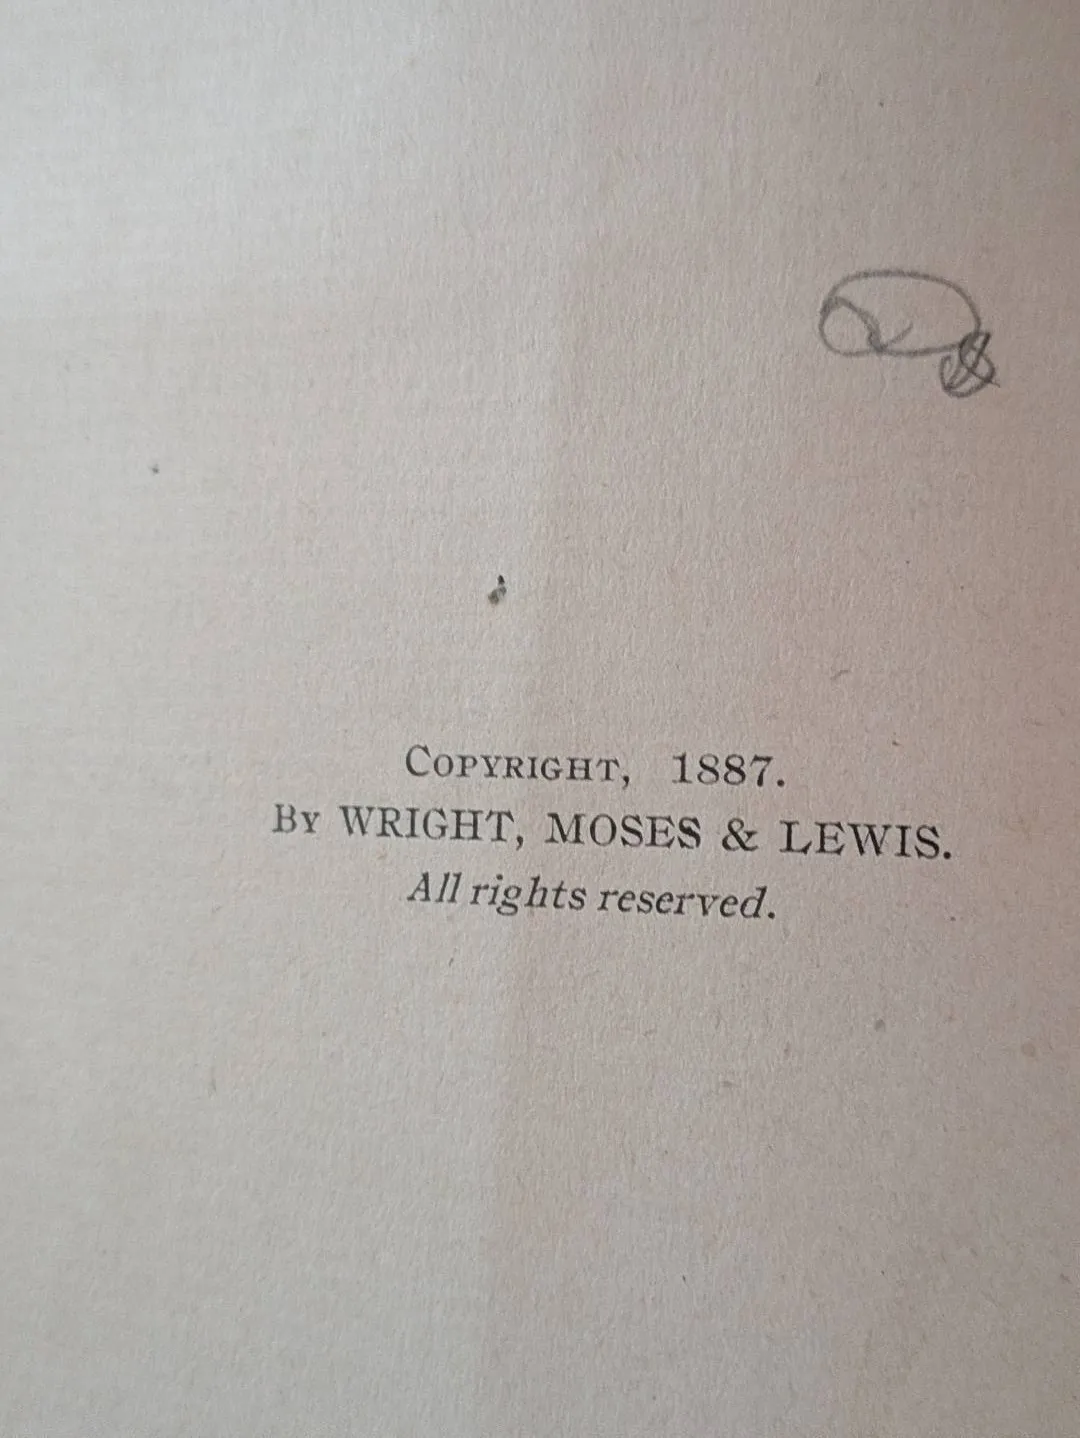 COPYRIGHT, 1887.
BY WRIGHT, MOSES & LEWIS.
All rights reserved.